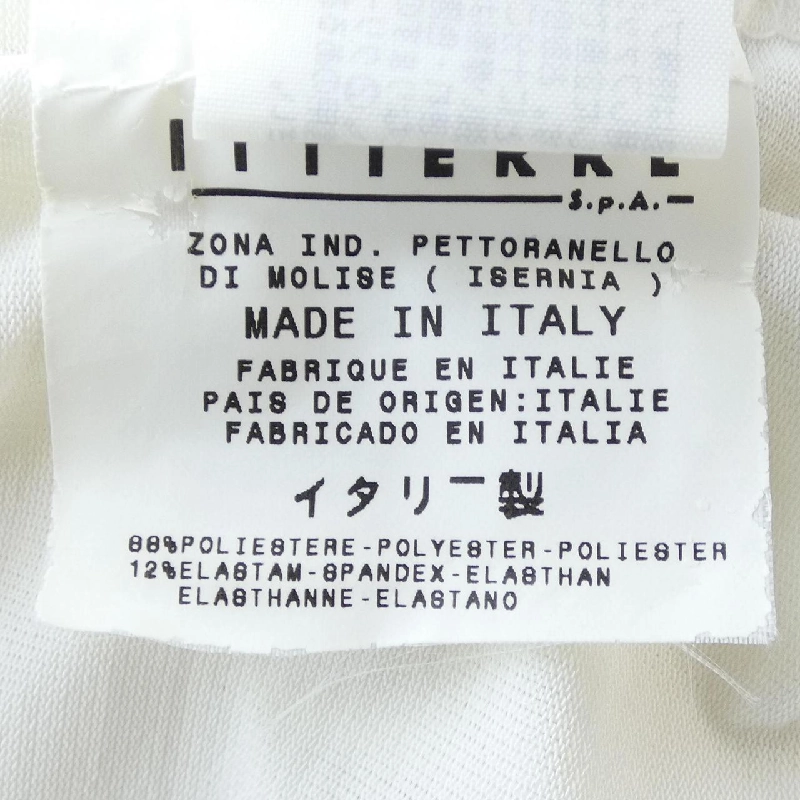 ITTIERRE
S.p.A.
ZONA IND. PETTORANELLO
DI MOLISE ( ISERNIA )
MADE IN ITALY
FABRIQUE EN ITALIE
PAIS DE ORIGEN:ITALIE
FABRICADO EN ITALIA
イタリー製
88%POLIESTERE-POLYESTER-POLIESTER
12%ELASTAM-SPANDEX-ELASTHAN
ELASTHANNE-ELASTANO